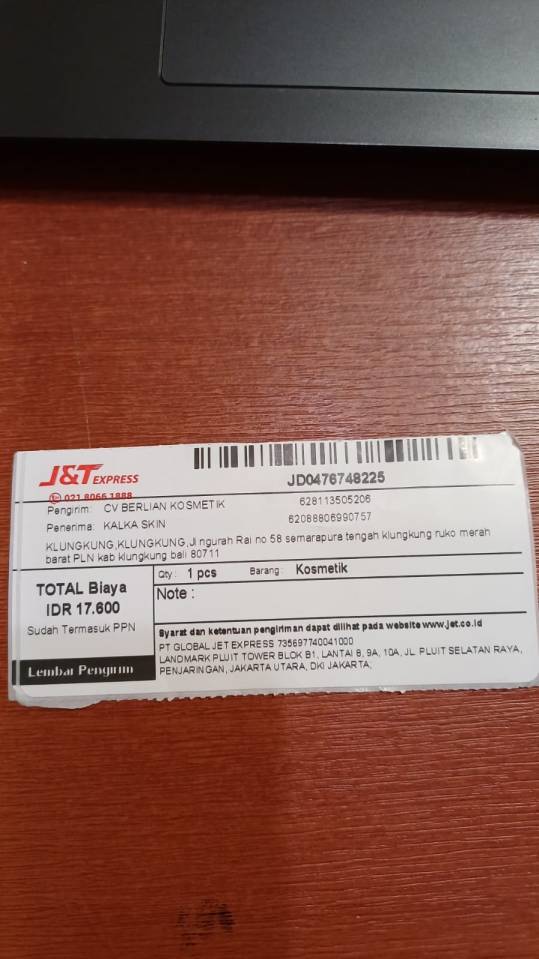 J&T EXPRESS
021 8066 1888
JD0476748225
Pengirim: CV BERLIAN KOSMETIK 628113505206
Penerima: KALKA SKIN 62088806990757
KLUNGKUNG,KLUNGKUNG,Jl ngurah Rai no 58 semarapura tengah klungkung ruko merah
barat PLN kab klungkung bali 80711
TOTAL Biaya
IDR 17.600
Sudah Termasuk PPN
Lembar Pengirim
Qty : 1 pcs Barang : Kosmetik
Note :
Syarat dan ketentuan pengiriman dapat dilihat pada website www.jet.co.id
PT GLOBAL JET EXPRESS 735697740041000
LANDMARK PLUIT TOWER BLOK B1, LANTAI 8, 9A, 10A, JL. PLUIT SELATAN RAYA,
PENJARINGAN, JAKARTA UTARA, DKI JAKARTA;